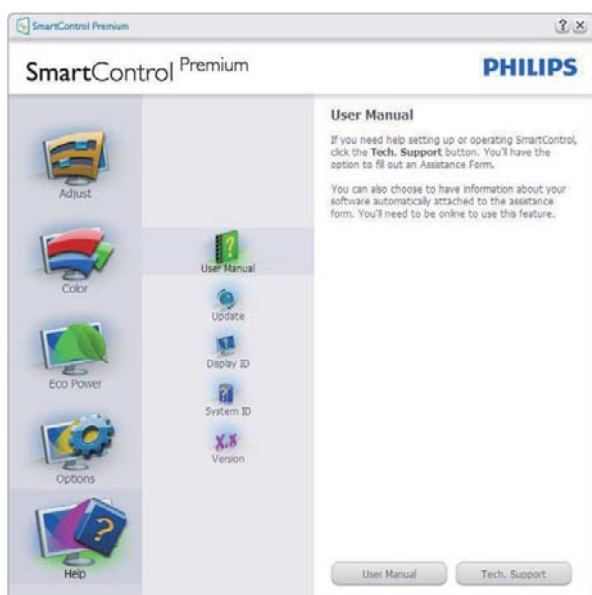 SmartControl Premium
? ×
SmartControl Premium
PHILIPS
Adjust
Color
Eco Power
Options
Help
User Manual
Update
Display ID
System ID
X.X
Version
User Manual
If you need help setting up or operating SmartControl,
click the Tech. Support button. You'll have the
option to fill out an Assistance Form.
You can also choose to have information about your
software automatically attached to the assistance
form. You'll need to be online to use this feature.
User Manual
Tech. Support